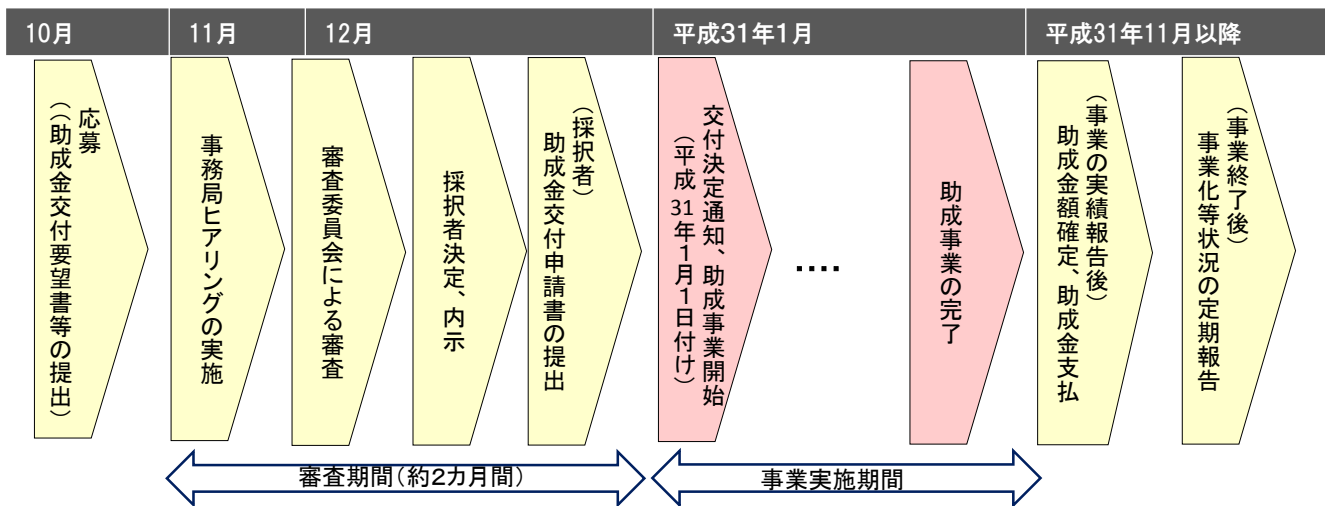 10月
11月
12月
平成31年1月
平成31年11月以降
応募
（（助成金交付要望書等の提出）
事務局ヒアリングの実施
審査委員会による審査
採択者決定、内示
（採択者）
助成金交付申請書の提出
交付決定通知、助成事業開始
（平成31年1月1日付け）
････
助成事業の完了
（事業の実績報告後）
助成金額確定、助成金支払
（事業終了後）
事業化等状況の定期報告
審査期間（約2カ月間）
事業実施期間